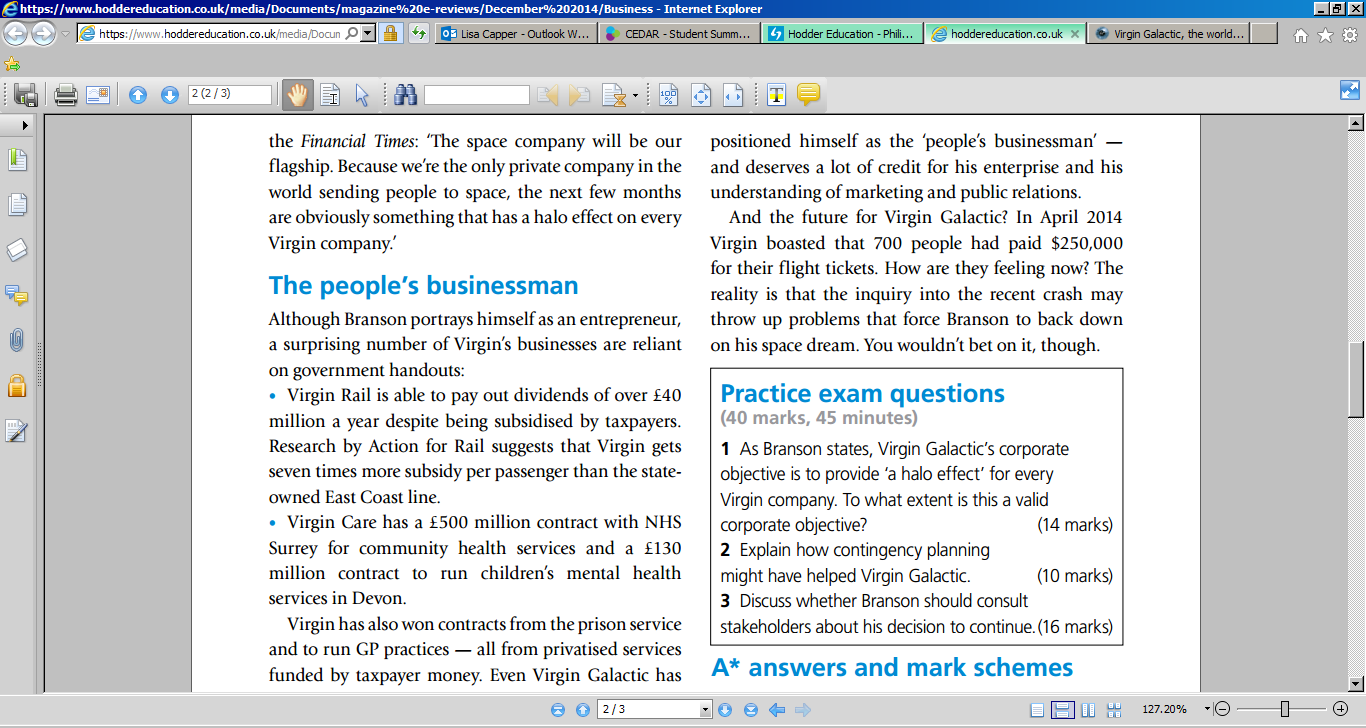 https://www.hoddereducation.co.uk/media/Documents/magazine%20e-reviews/December%202014/Business - Internet Explorer
https://www.hoddereducation.co.uk/media/Docun
Lisa Capper - Outlook W...
CEDAR - Student Summ...
Hodder Education - Phili...
hoddereducation.co.uk
Virgin Galactic, the world...
2 (2 / 3)
the Financial Times: ‘The space company will be our
flagship. Because we’re the only private company in the
world sending people to space, the next few months
are obviously something that has a halo effect on every
Virgin company.’
The people’s businessman
Although Branson portrays himself as an entrepreneur,
a surprising number of Virgin’s businesses are reliant
on government handouts:
• Virgin Rail is able to pay out dividends of over £40
million a year despite being subsidised by taxpayers.
Research by Action for Rail suggests that Virgin gets
seven times more subsidy per passenger than the state-
owned East Coast line.
• Virgin Care has a £500 million contract with NHS
Surrey for community health services and a £130
million contract to run children’s mental health
services in Devon.
Virgin has also won contracts from the prison service
and to run GP practices — all from privatised services
funded by taxpayer money. Even Virgin Galactic has
positioned himself as the ‘people’s businessman’ —
and deserves a lot of credit for his enterprise and his
understanding of marketing and public relations.
And the future for Virgin Galactic? In April 2014
Virgin boasted that 700 people had paid $250,000
for their flight tickets. How are they feeling now? The
reality is that the inquiry into the recent crash may
throw up problems that force Branson to back down
on his space dream. You wouldn’t bet on it, though.
Practice exam questions
(40 marks, 45 minutes)
1 As Branson states, Virgin Galactic’s corporate
objective is to provide ‘a halo effect’ for every
Virgin company. To what extent is this a valid
corporate objective? (14 marks)
2 Explain how contingency planning
might have helped Virgin Galactic. (10 marks)
3 Discuss whether Branson should consult
stakeholders about his decision to continue. (16 marks)
A* answers and mark schemes
2 / 3
127.20%